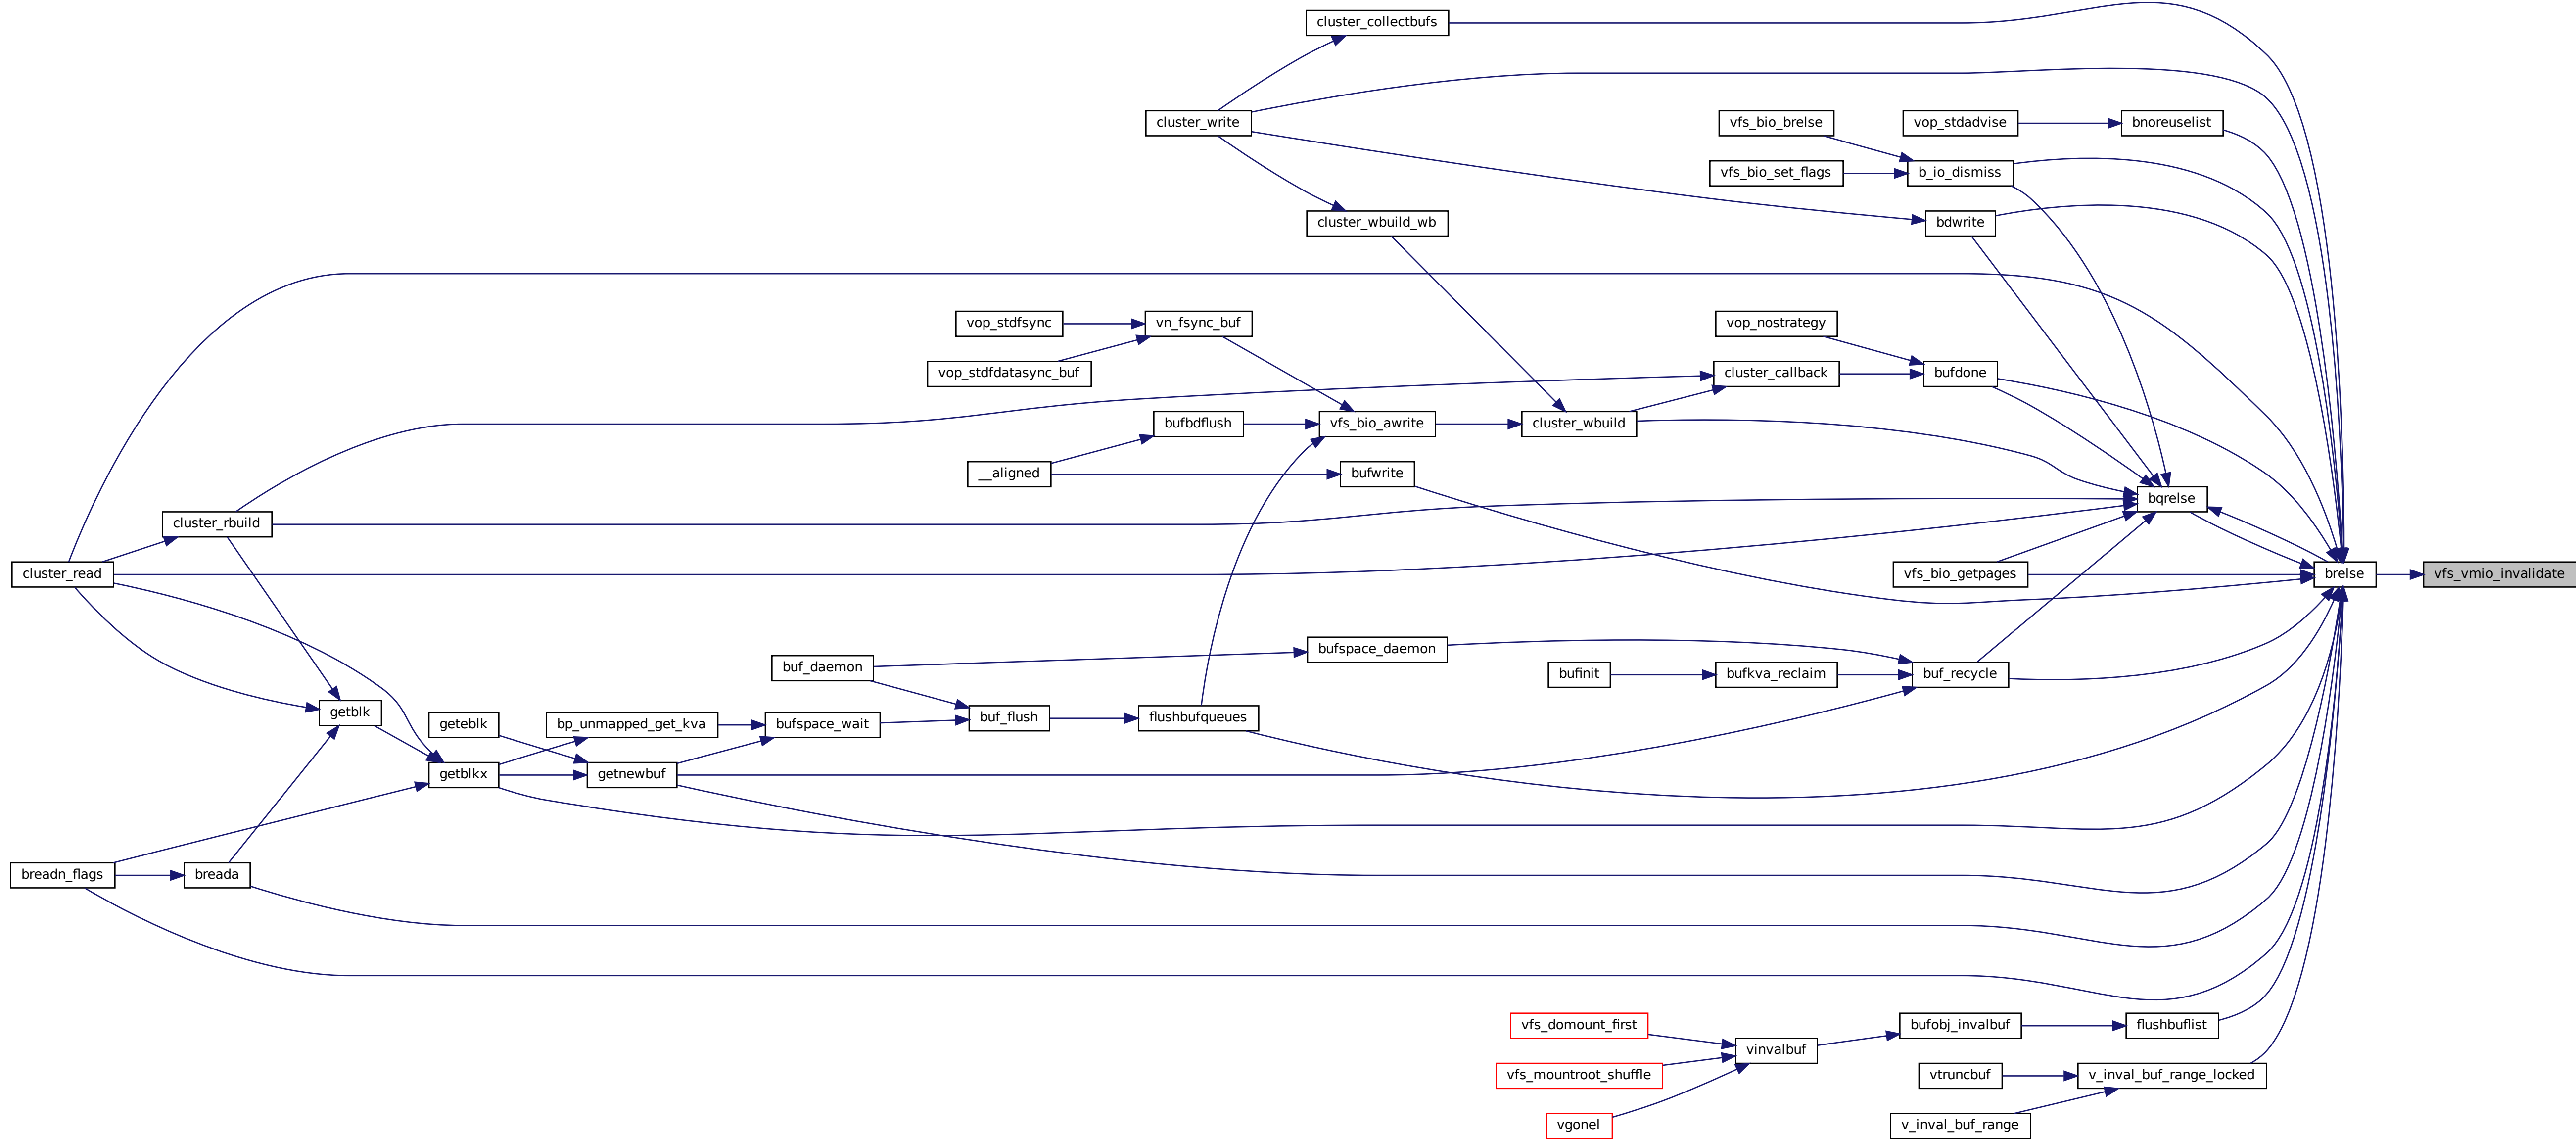 cluster_collectbufs
cluster_write
vfs_bio_brelse
vop_stdadvise
bnoreuselist
vfs_bio_set_flags
b_io_dismiss
cluster_wbuild_wb
bdwrite
vop_stdfsync
vn_fsync_buf
vop_nostrategy
vop_stdfdatasync_buf
cluster_callback
bufdone
bufbdflush
vfs_bio_awrite
cluster_wbuild
__aligned
bufwrite
bqrelse
cluster_rbuild
cluster_read
vfs_bio_getpages
brelse
vfs_vmio_invalidate
bufspace_daemon
buf_daemon
bufinit
bufkva_reclaim
buf_recycle
getblk
geteblk
bp_unmapped_get_kva
bufspace_wait
buf_flush
flushbufqueues
getblkx
getnewbuf
breadn_flags
breada
vfs_domount_first
bufobj_invalbuf
flushbuflist
vinvalbuf
vfs_mountroot_shuffle
vtruncbuf
v_inval_buf_range_locked
vgonel
v_inval_buf_range